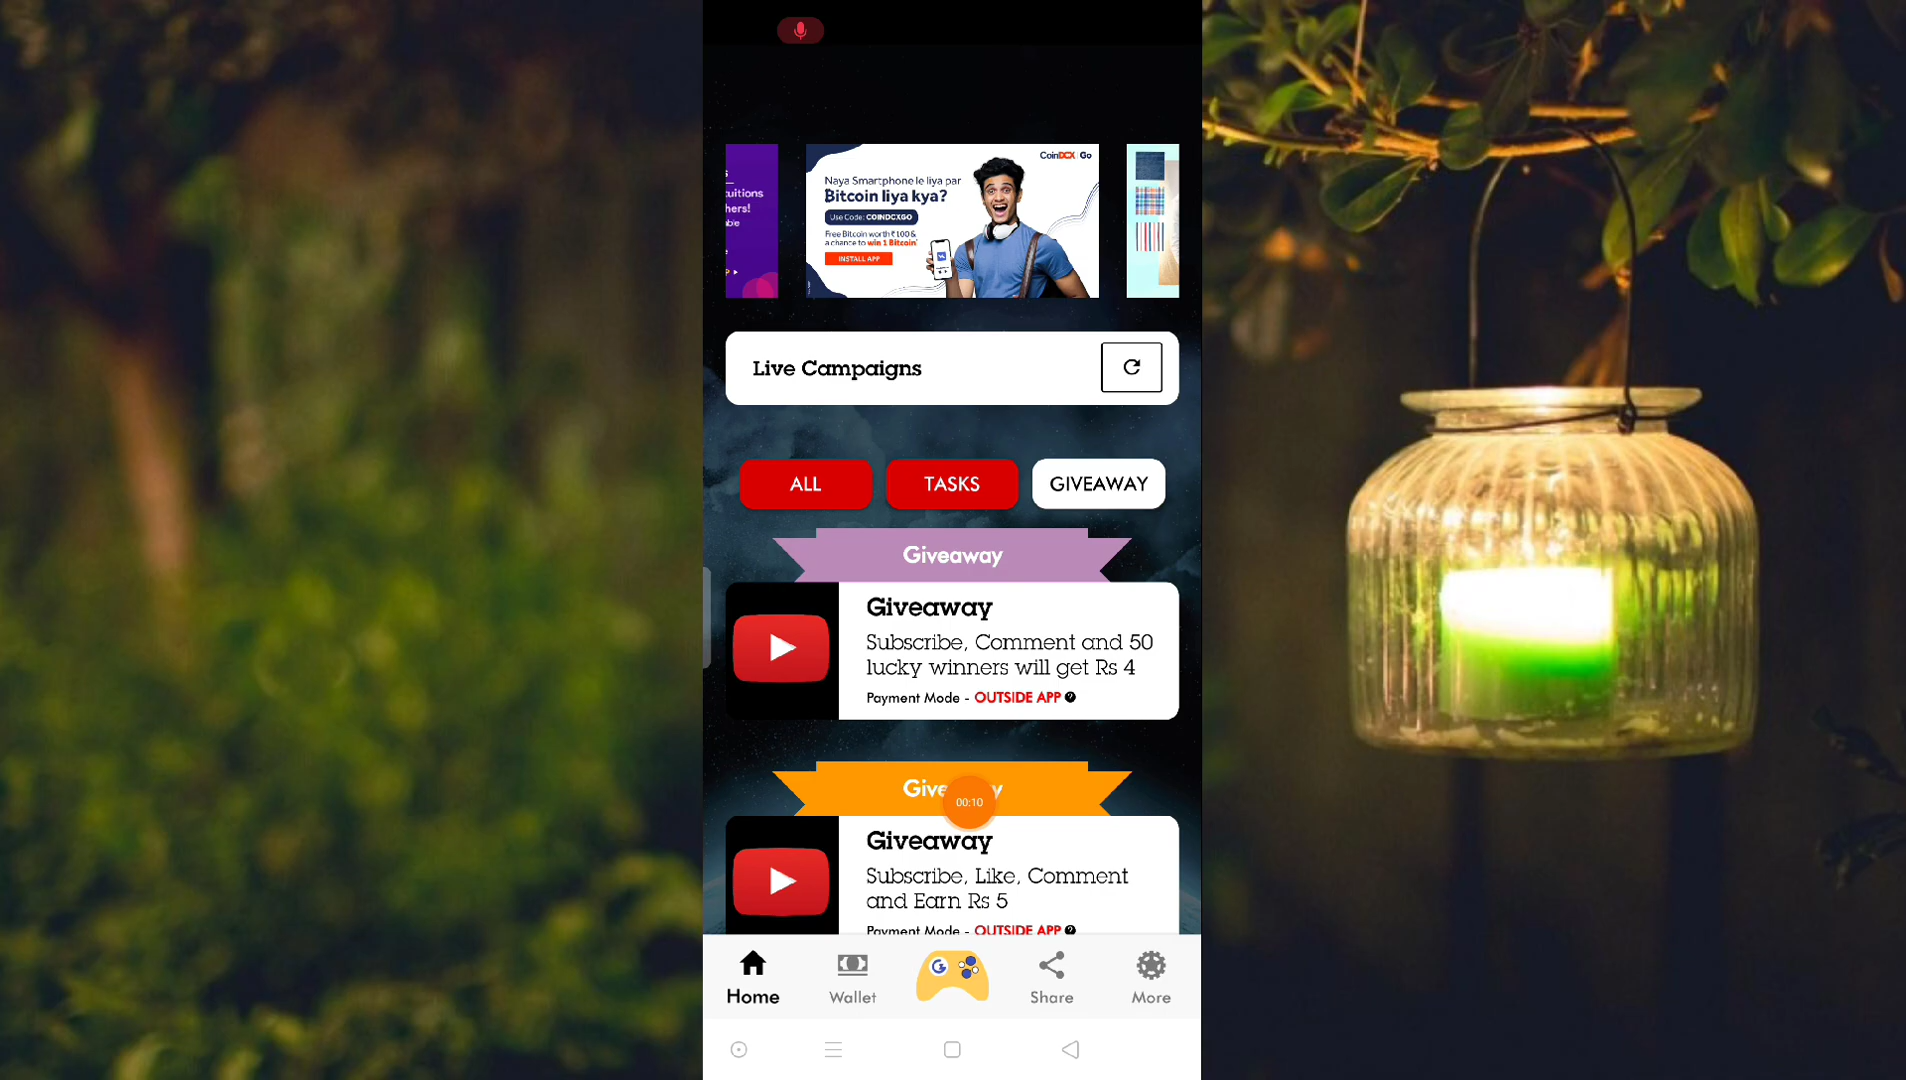 uitions
hers!
CoinDCX Go
Naya Smartphone le liya par
Bitcoin liya kya?
Use Code: COINDCXGO
Free Bitcoin worth ₹100 &
a chance to win 1 Bitcoin*
INSTALL APP
Live Campaigns
ALL
TASKS
GIVEAWAY
Giveaway
Giveaway
Subscribe, Comment and 50
lucky winners will get Rs 4
Payment Mode - OUTSIDE APP
Give
y
00:10
Giveaway
Subscribe, Like, Comment
and Earn Rs 5
Payment Mode - OUTSIDE APP
Home
Wallet
Share
More